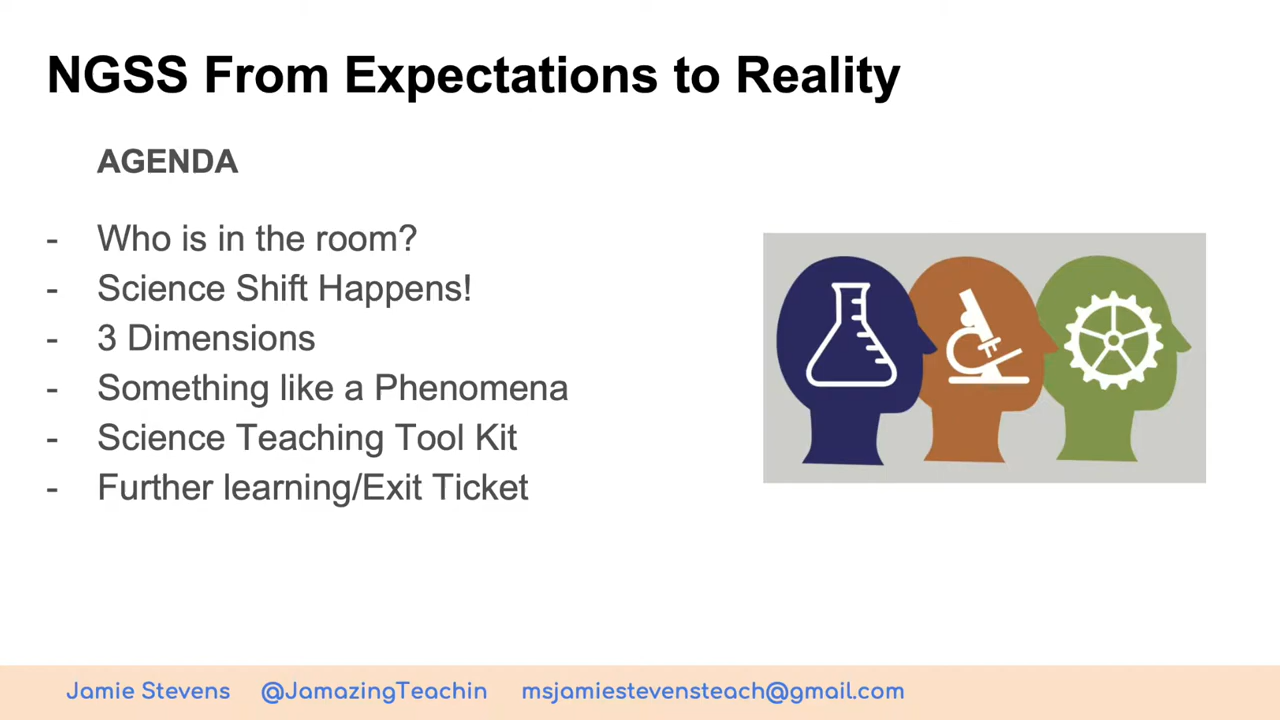 NGSS From Expectations to Reality
AGENDA
- Who is in the room?
- Science Shift Happens!
- 3 Dimensions
- Something like a Phenomena
- Science Teaching Tool Kit
- Further learning/Exit Ticket
Jamie Stevens @JamazingTeachin msjamiestevensteach@gmail.com